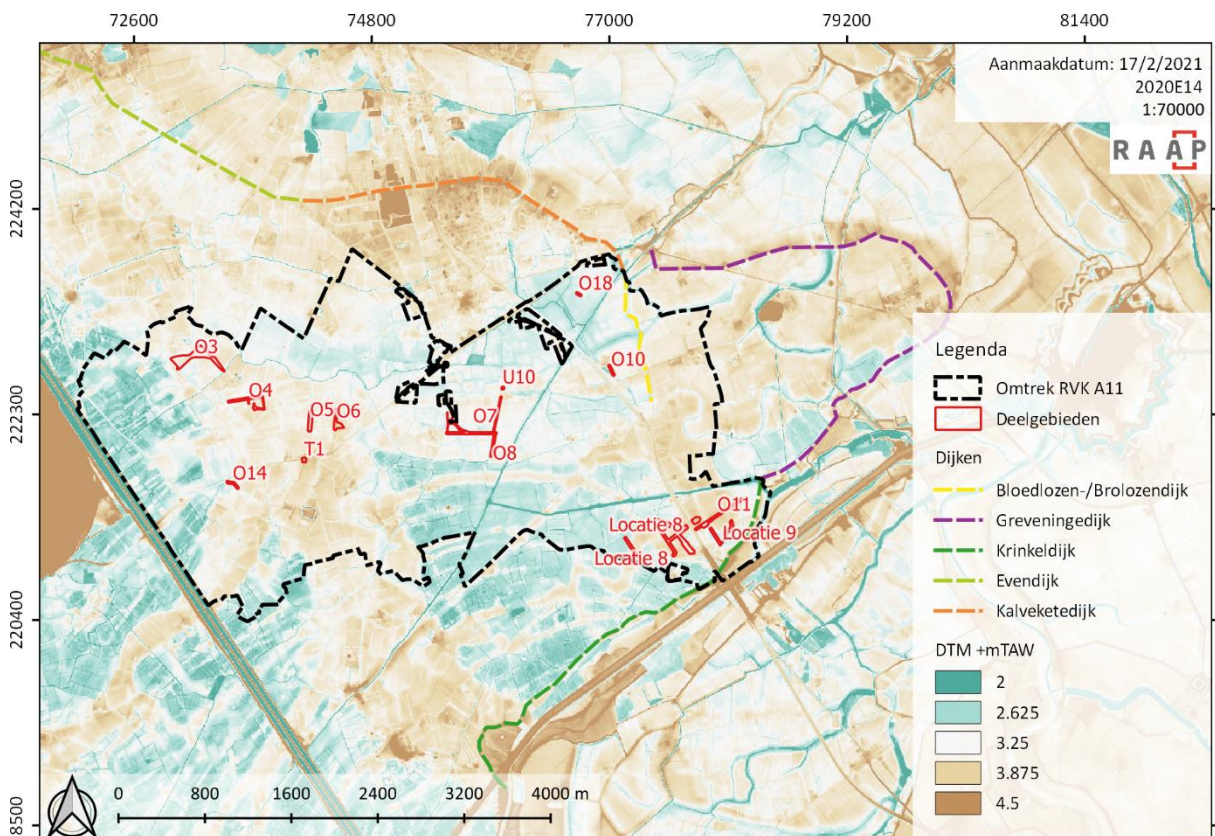 72600 74800 77000 79200 81400
Aanmaakdatum: 17/2/2021
2020E14
1:70000
RAAP
224200
222300
220400
8500
O18
O3
O10
U10
O4
O5
O6
O7
T1
O8
O14
O11
Locatie 8
Locatie 9
Locatie 8
Legenda
Omtrek RVK A11
Deelgebieden
Dijken
Bloedlozen-/Brolozendijk
Greveningedijk
Krinkeldijk
Evendijk
Kalveketedijk
DTM +mTAW
2
2.625
3.25
3.875
4.5
0 800 1600 2400 3200 4000 m